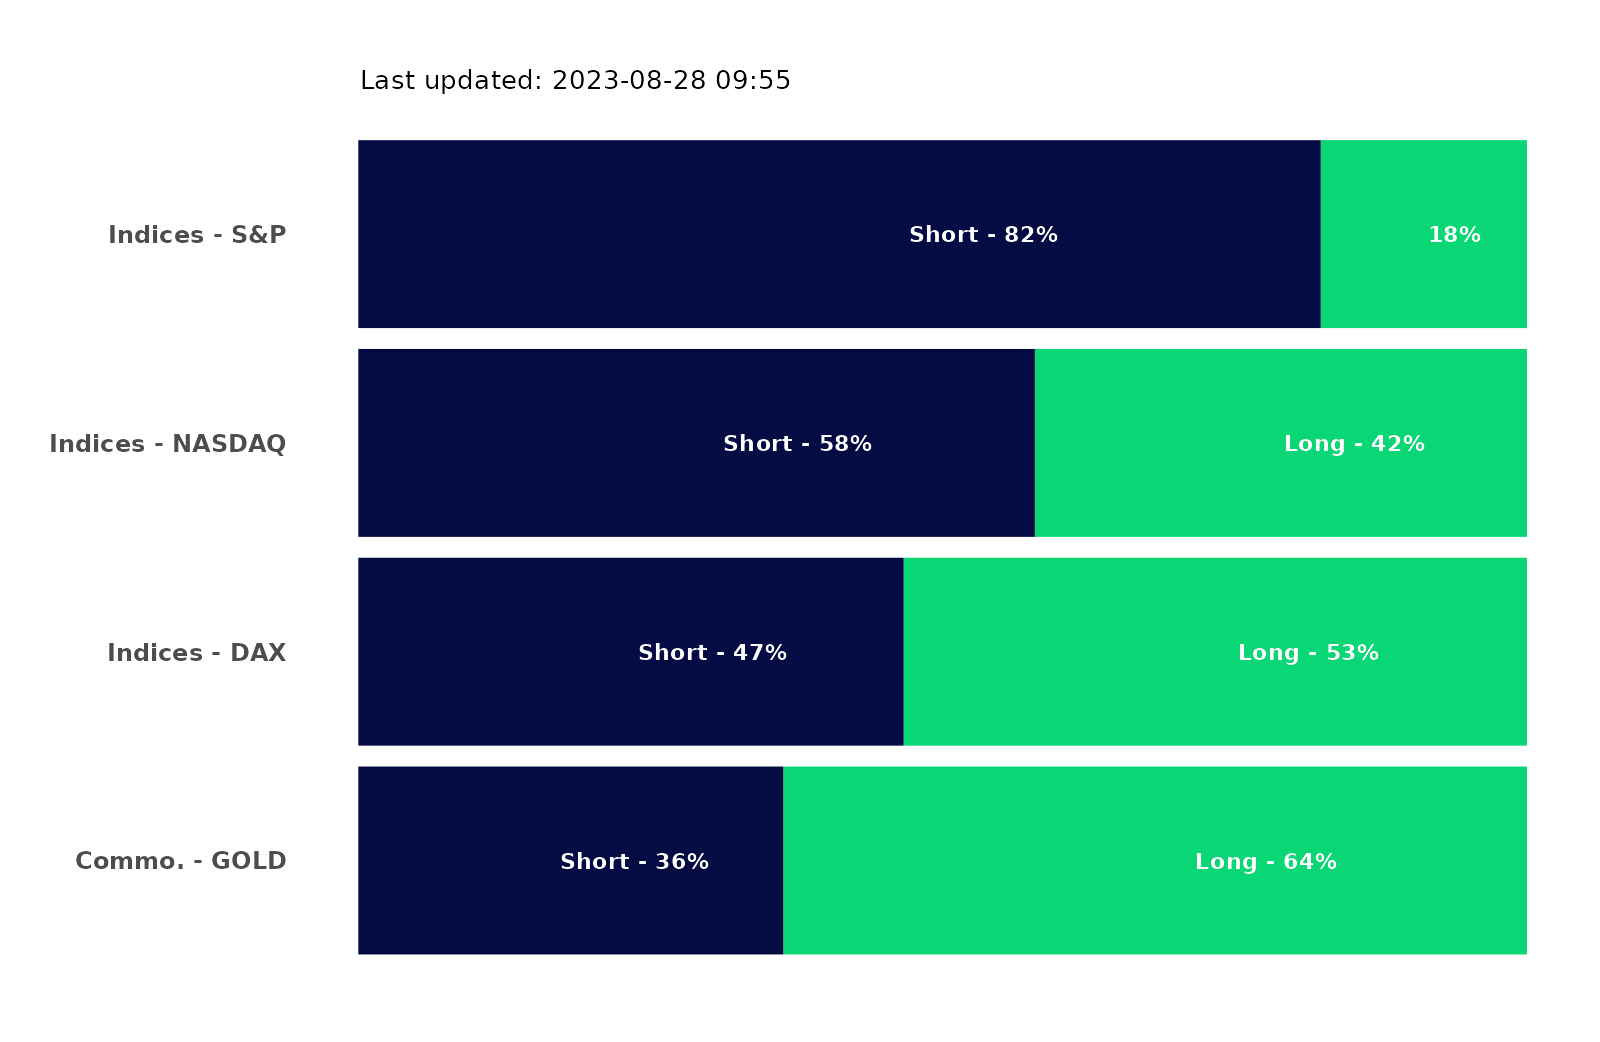 Last updated: 2023-08-28 09:55
Indices - S&P Short - 82% 18%
Indices - NASDAQ Short - 58% Long - 42%
Indices - DAX Short - 47% Long - 53%
Commo. - GOLD Short - 36% Long - 64%